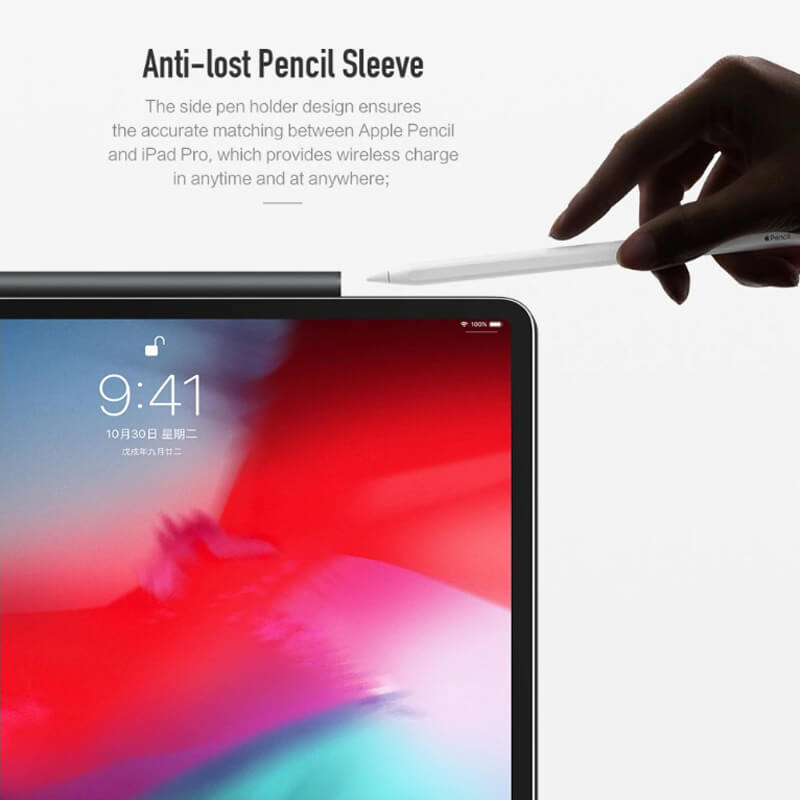 Anti-lost Pencil Sleeve
The side pen holder design ensures
the accurate matching between Apple Pencil
and iPad Pro, which provides wireless charge
in anytime and at anywhere;
Pencil
100%
9:41
10月30日 星期二
戊戌年九月廿二